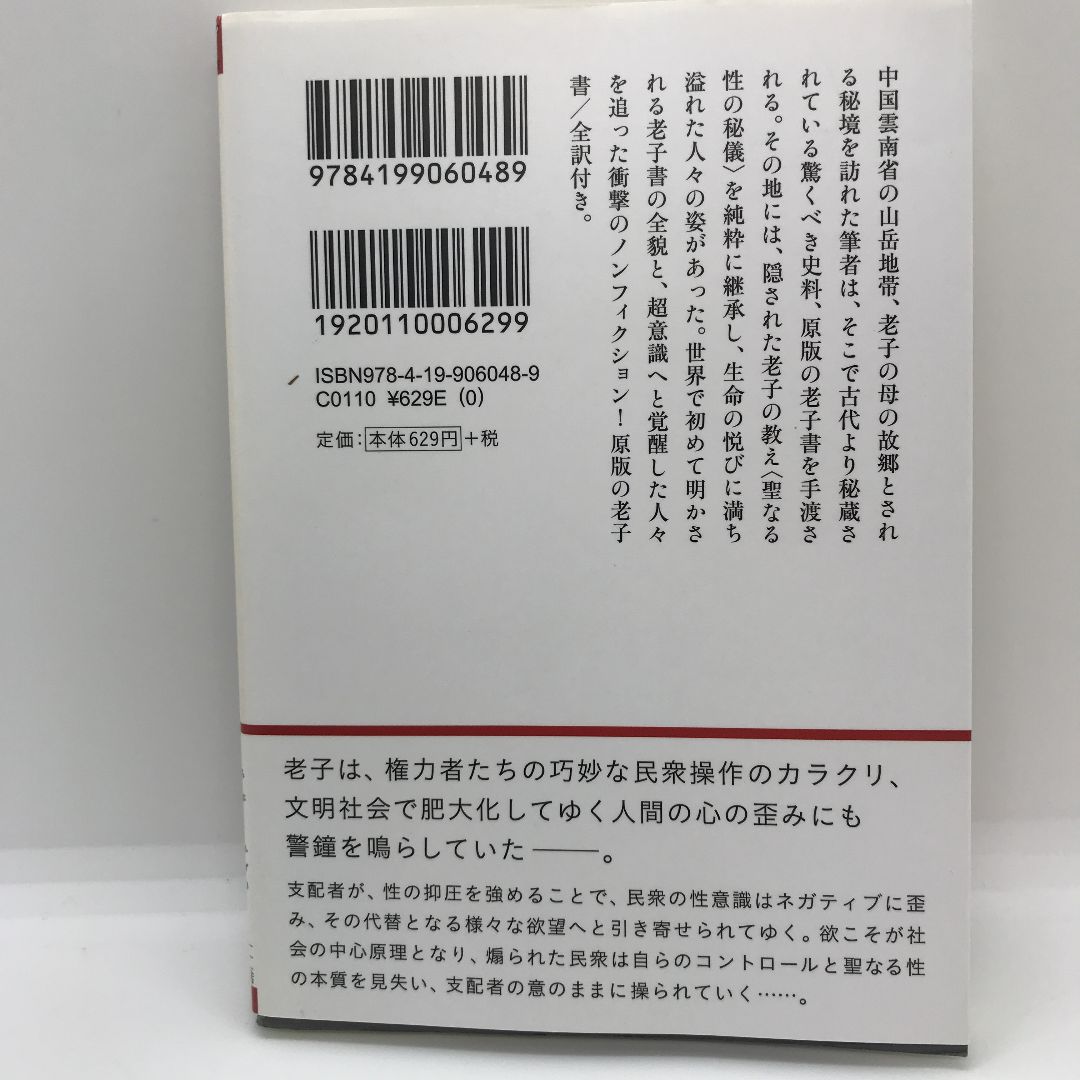 中国雲南省の山岳地帯、老子の母の故郷とされ
る秘境を訪れた筆者は、そこで古代より秘蔵さ
れている驚くべき史料、原版の老子書を手渡さ
れる。その地には、隠された老子の教え〈聖なる
性の秘儀〉を純粋に継承し、生命の悦びに満ち
溢れた人々の姿があった。世界で初めて明かさ
れる老子書の全貌と、超意識へと覚醒した人々
を追った衝撃のノンフィクション！原版の老子
書／全訳付き。
9784199060489
1920110006299
ISBN978-4-19-906048-9
C0110 ¥629E (0)
定価：本体629円＋税
老子は、権力者たちの巧妙な民衆操作のカラクリ、
文明社会で肥大化してゆく人間の心の歪みにも
警鐘を鳴らしていた――。
支配者が、性の抑圧を強めることで、民衆の性意識はネガティブに歪
み、その代替となる様々な欲望へと引き寄せられてゆく。欲こそが社
会の中心原理となり、煽られた民衆は自らのコントロールと聖なる性
の本質を見失い、支配者の意のままに操られていく……。